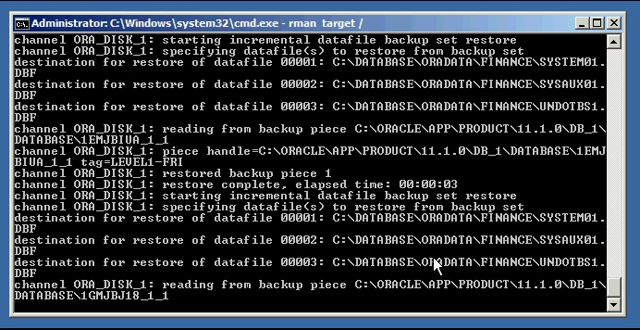 Administrator: C:\Windows\system32\cmd.exe - rman target /
channel ORA_DISK_1: starting incremental datafile backup set restore
channel ORA_DISK_1: specifying datafile(s) to restore from backup set
destination for restore of datafile 00001: C:\DATABASE\ORADATA\FINANCE\SYSTEM01.
DBF
destination for restore of datafile 00002: C:\DATABASE\ORADATA\FINANCE\SYSAUX01.
DBF
destination for restore of datafile 00003: C:\DATABASE\ORADATA\FINANCE\UNDOTBS1.
DBF
channel ORA_DISK_1: reading from backup piece C:\ORACLE\APP\PRODUCT\11.1.0\DB_1\
DATABASE\1EMJBIUA_1_1
channel ORA_DISK_1: piece handle=C:\ORACLE\APP\PRODUCT\11.1.0\DB_1\DATABASE\1EMJ
BIUA_1_1 tag=LEVEL1-FRI
channel ORA_DISK_1: restored backup piece 1
channel ORA_DISK_1: restore complete, elapsed time: 00:00:03
channel ORA_DISK_1: starting incremental datafile backup set restore
channel ORA_DISK_1: specifying datafile(s) to restore from backup set
destination for restore of datafile 00001: C:\DATABASE\ORADATA\FINANCE\SYSTEM01.
DBF
destination for restore of datafile 00002: C:\DATABASE\ORADATA\FINANCE\SYSAUX01.
DBF
destination for restore of datafile 00003: C:\DATABASE\ORADATA\FINANCE\UNDOTBS1.
DBF
channel ORA_DISK_1: reading from backup piece C:\ORACLE\APP\PRODUCT\11.1.0\DB_1\
DATABASE\1GMJBJ18_1_1